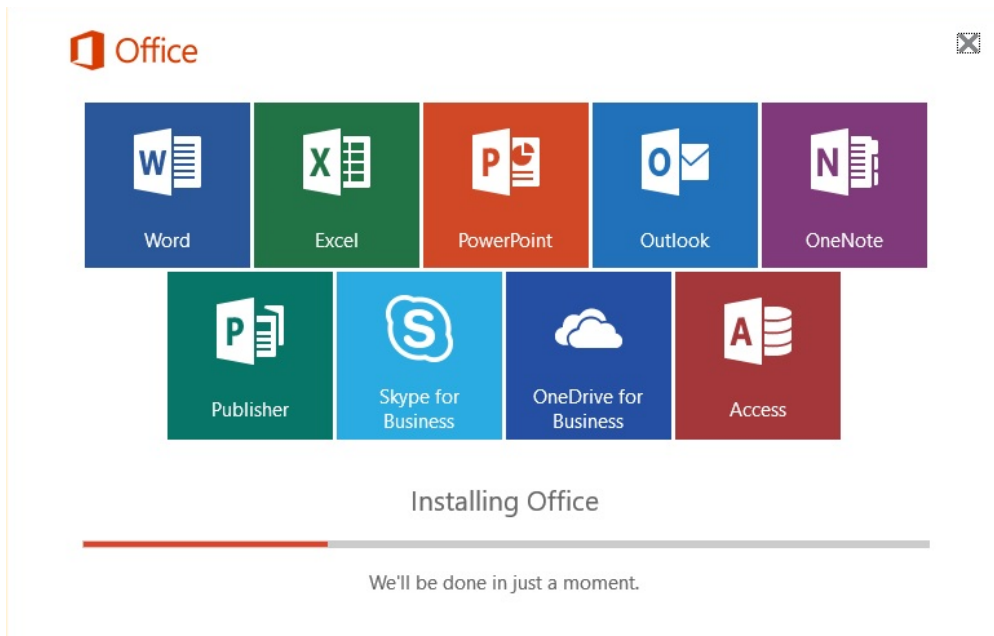 Office
W
X
P
O
N
Word
Excel
PowerPoint
Outlook
OneNote
P
S
A
Publisher
Skype for
Business
OneDrive for
Business
Access
Installing Office
We'll be done in just a moment.